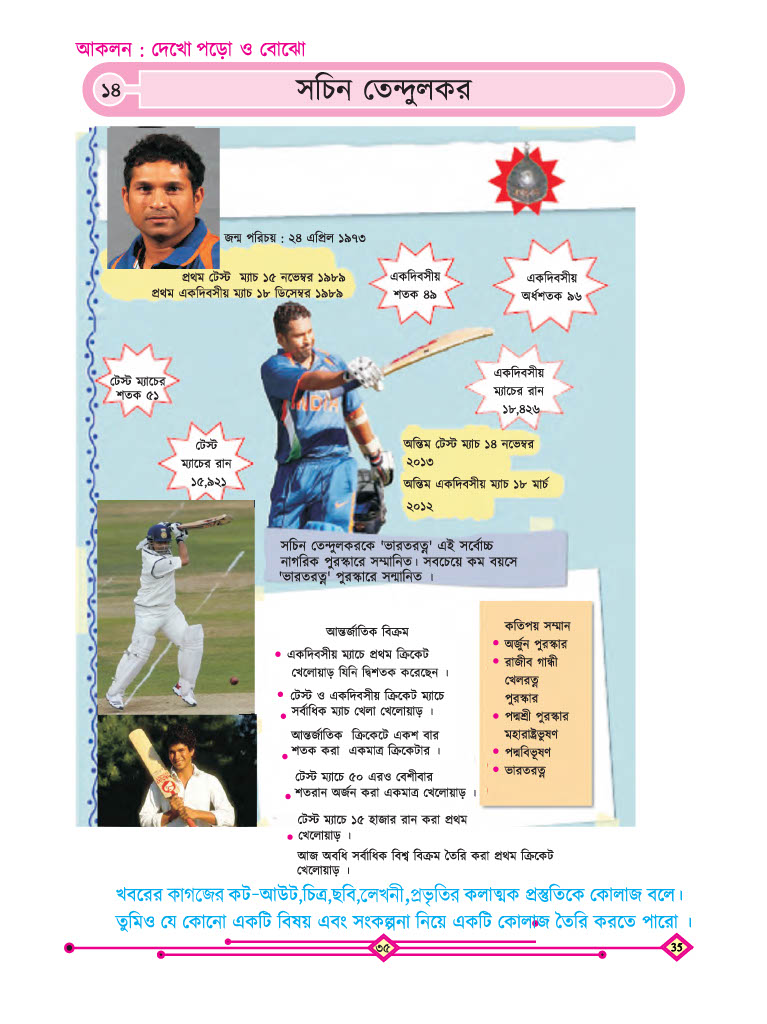 আকলন : দেখো পড়ো ও বোঝো
১৪
সচিন তেন্দুলকর
জন্ম পরিচয় : ২৪ এপ্রিল ১৯৭৩
প্রথম টেস্ট ম্যাচ ১৫ নভেম্বর ১৯৮৯
প্রথম একদিবসীয় ম্যাচ ১৮ ডিসেম্বর ১৯৮৯
একদিবসীয়
শতক ৪৯
একদিবসীয়
অর্ধশতক ৯৬
টেস্ট ম্যাচের
শতক ৫১
একদিবসীয়
ম্যাচের রান
১৮,৪২৬
টেস্ট
ম্যাচের রান
১৫,৯২১
অন্তিম টেস্ট ম্যাচ ১৪ নভেম্বর
২০১৩
অন্তিম একদিবসীয় ম্যাচ ১৮ মার্চ
২০১২
সচিন তেন্দুলকরকে 'ভারতরত্ন' এই সর্বোচ্চ
নাগরিক পুরস্কারে সম্মানিত। সবচেয়ে কম বয়সে
'ভারতরত্ন' পুরস্কারে সন্মানিত ।
আন্তর্জাতিক বিক্রম
• একদিবসীয় ম্যাচে প্রথম ক্রিকেট
খেলোয়াড় যিনি দ্বিশতক করেছেন ।
• টেস্ট ও একদিবসীয় ক্রিকেট ম্যাচে
• সর্বাধিক ম্যাচ খেলা খেলোয়াড় ।
আন্তর্জাতিক ক্রিকেটে একশ বার
• শতক করা একমাত্র ক্রিকেটার ।
টেস্ট ম্যাচে ৫০ এরও বেশীবার
• শতরান অর্জন করা একমাত্র খেলোয়াড় ।
টেস্ট ম্যাচে ১৫ হাজার রান করা প্রথম
• খেলোয়াড় ।
আজ অবধি সর্বাধিক বিশ্ব বিক্রম তৈরি করা প্রথম ক্রিকেট
খেলোয়াড় ।
কতিপয় সম্মান
• অর্জুন পুরস্কার
• রাজীব গান্ধী
খেলরত্ন
পুরস্কার
• পদ্মশ্রী পুরস্কার
মহারাষ্ট্রভুষণ
• পদ্মবিভূষণ
• ভারতরত্ন
খবরের কাগজের কট-আউট,চিত্র,ছবি,লেখনী,প্রভৃতির কলাত্মক প্রস্তুতিকে কোলাজ বলে।
তুমিও যে কোনো একটি বিষয় এবং সংকল্পনা নিয়ে একটি কোলাজ তৈরি করতে পারো ।
৩৫
35